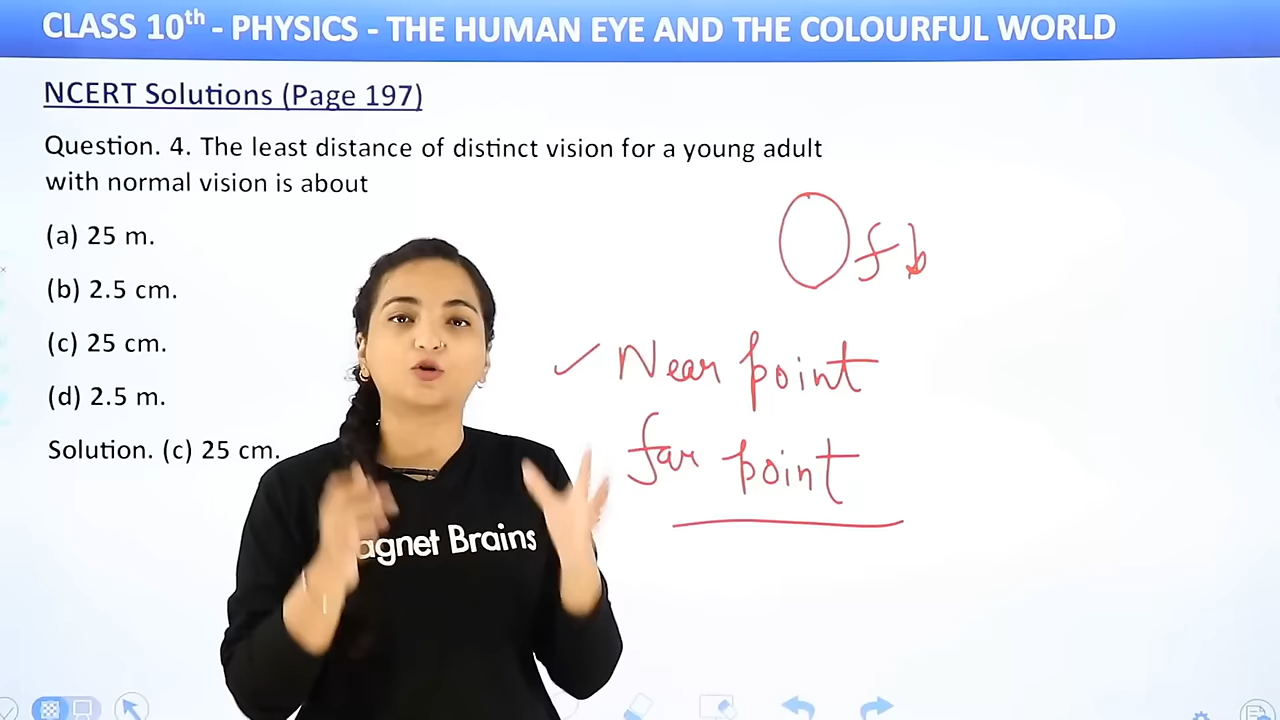 CLASS 10th - PHYSICS - THE HUMAN EYE AND THE COLOURFUL WORLD
NCERT Solutions (Page 197)
Question. 4. The least distance of distinct vision for a young adult
with normal vision is about
(a) 25 m.
(b) 2.5 cm.
(c) 25 cm.
(d) 2.5 m.
Solution. (c) 25 cm.
Near point
far point
agnet Brains